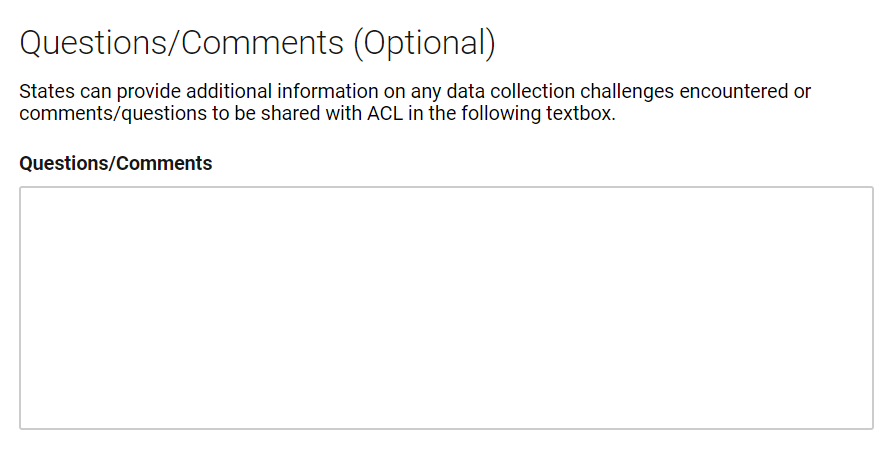 Questions/Comments (Optional)
States can provide additional information on any data collection challenges encountered or
comments/questions to be shared with ACL in the following textbox.
Questions/Comments